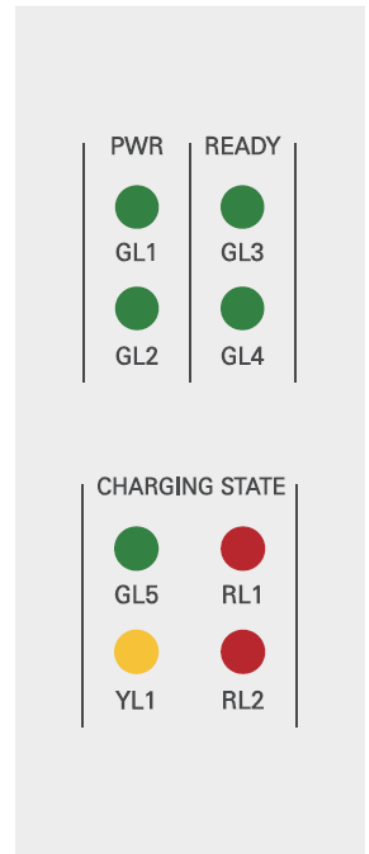 PWR READY
GL1 GL3
GL2 GL4
CHARGING STATE
GL5 RL1
YL1 RL2